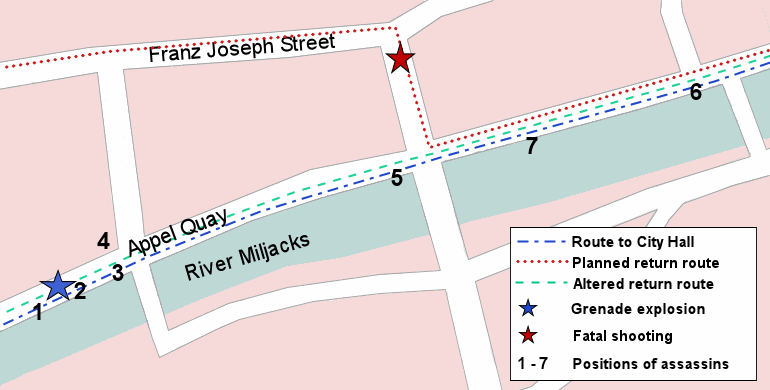 Franz Joseph Street
6
7
5
Appel Quay
4
River Miljacks
3
2
1
Route to City Hall
Planned return route
Altered return route
Grenade explosion
Fatal shooting
1 - 7 Positions of assassins